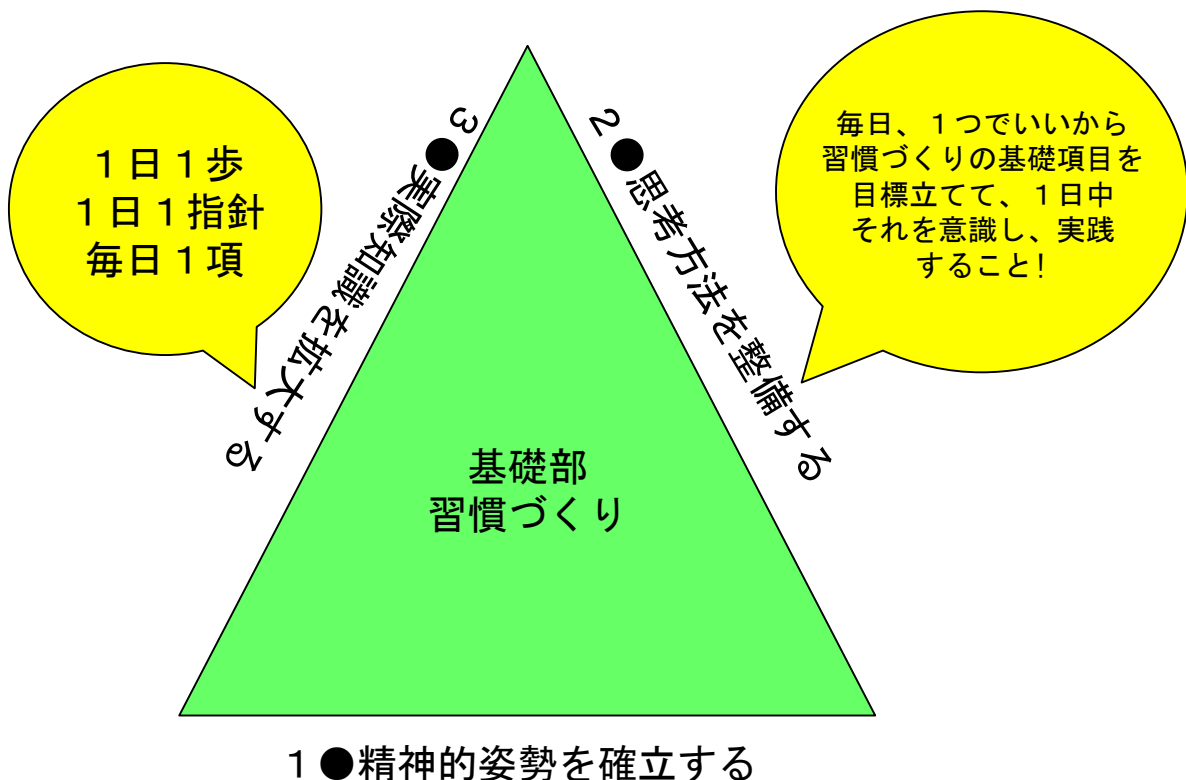 1日1歩
1日1指針
毎日1項
3●実際知識を拡大する
2●思考方法を整備する
毎日、1つでいいから
習慣づくりの基礎項目を
目標立てて、1日中
それを意識し、実践
すること!
基礎部
習慣づくり
1●精神的姿勢を確立する